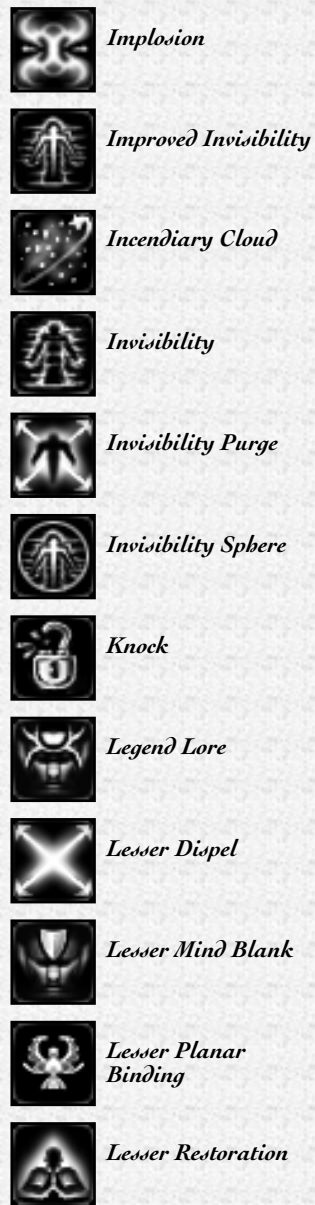 Implosion
Improved Invisibility
Incendiary Cloud
Invisibility
Invisibility Purge
Invisibility Sphere
Knock
Legend Lore
Lesser Dispel
Lesser Mind Blank
Lesser Planar
Binding
Lesser Restoration